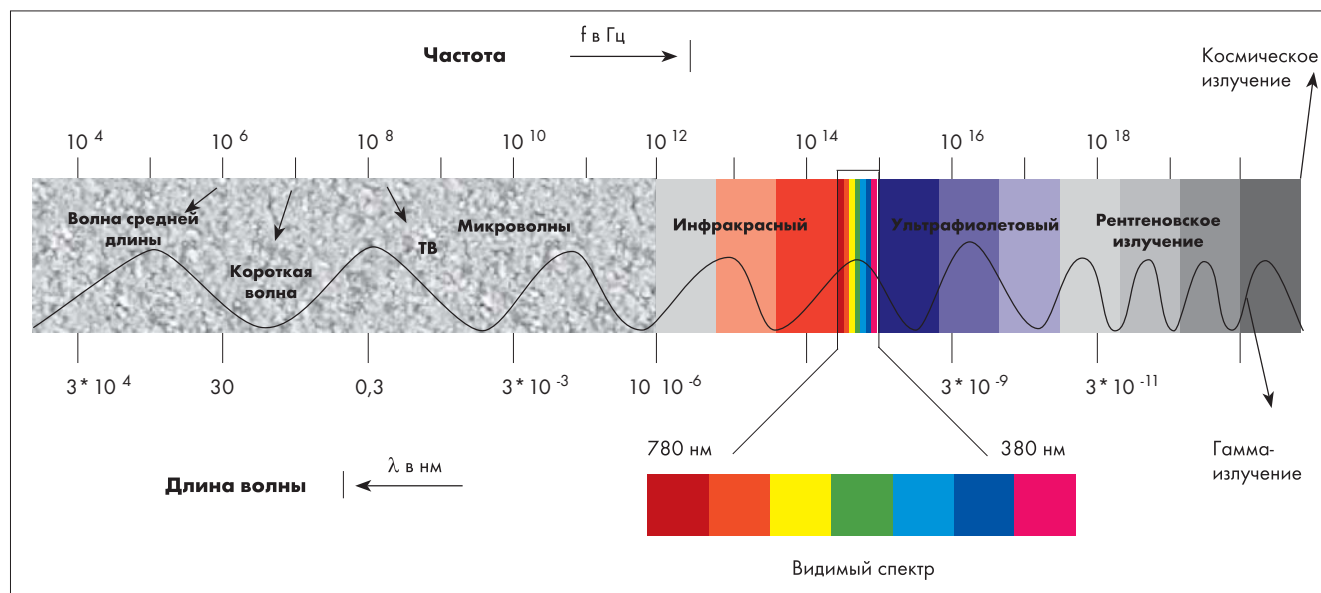 Частота
f в Гц
Космическое
излучение
10 4 10 6 10 8 10 10 10 12 10 14 10 16 10 18
Волна средней
длины
Короткая
волна
ТВ
Микроволны
Инфракрасный
Ультрафиолетовый
Рентгеновское
излучение
3* 10 4 30 0,3 3* 10 -3 10 10 -6 3* 10 -9 3* 10 -11
Длина волны
λ в нм
780 нм
380 нм
Гамма-
излучение
Видимый спектр